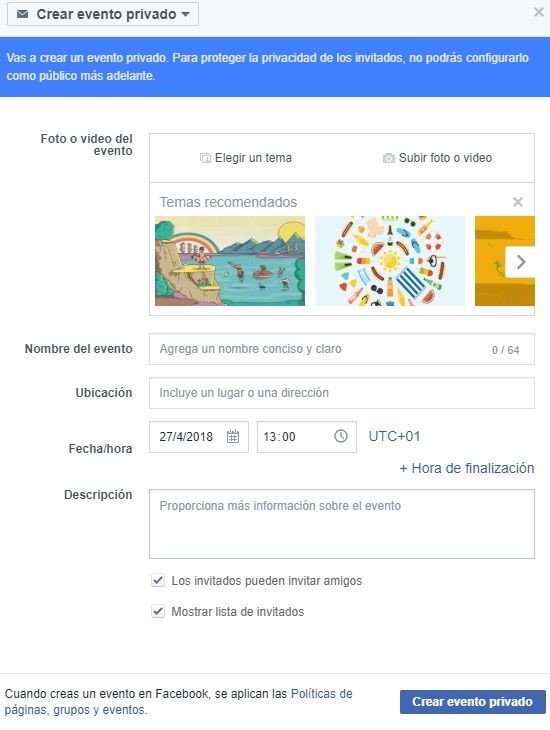 Crear evento privado
Vas a crear un evento privado. Para proteger la privacidad de los invitados, no podrás configurarlo
como público más adelante.
Foto o video del
evento
Elegir un tema
Subir foto o video
Temas recomendados
Nombre del evento
Agrega un nombre conciso y claro
0 / 64
Ubicación
Incluye un lugar o una dirección
Fecha/hora
27/4/2018
13:00
UTC+01
+ Hora de finalización
Descripción
Proporciona más información sobre el evento
Los invitados pueden invitar amigos
Mostrar lista de invitados
Cuando creas un evento en Facebook, se aplican las Políticas de
páginas, grupos y eventos.
Crear evento privado